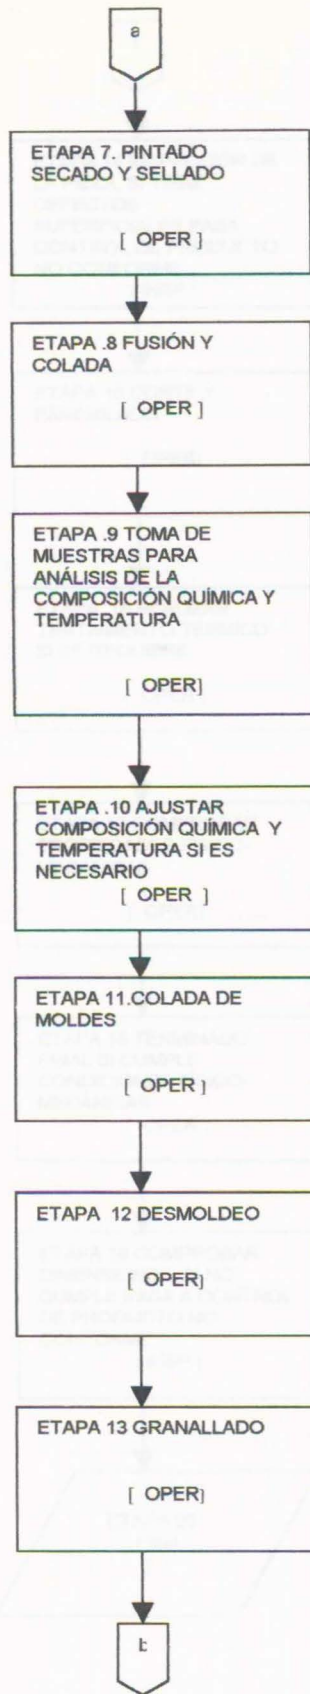 a
ETAPA 7. PINTADO
SECADO Y SELLADO
[ OPER]
ETAPA .8 FUSIÓN Y
COLADA
[ OPER ]
ETAPA .9 TOMA DE
MUESTRAS PARA
ANÁLISIS DE LA
COMPOSICIÓN QUÍMICA Y
TEMPERATURA
[ OPER]
ETAPA .10 AJUSTAR
COMPOSICIÓN QUÍMICA Y
TEMPERATURA SI ES
NECESARIO
[ OPER ]
ETAPA 11.COLADA DE
MOLDES
[ OPER ]
ETAPA 12 DESMOLDEO
[ OPER]
ETAPA 13 GRANALLADO
[ OPER]
b